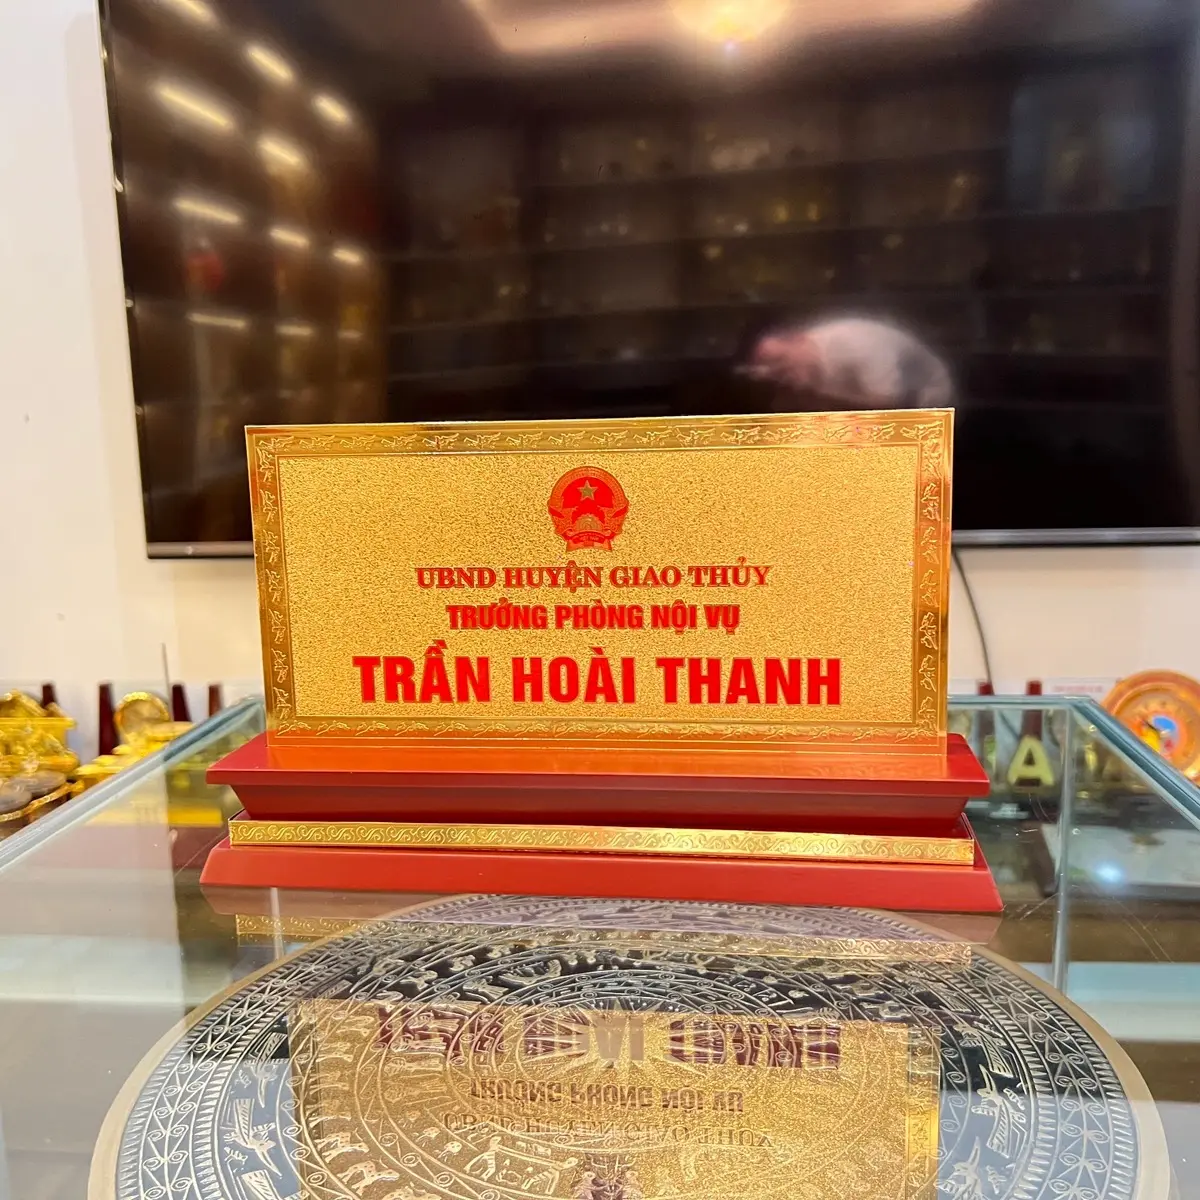 UBND HUYỆN GIAO THỦY
TRƯỞNG PHÒNG NỘI VỤ
TRẦN HOÀI THANH
A